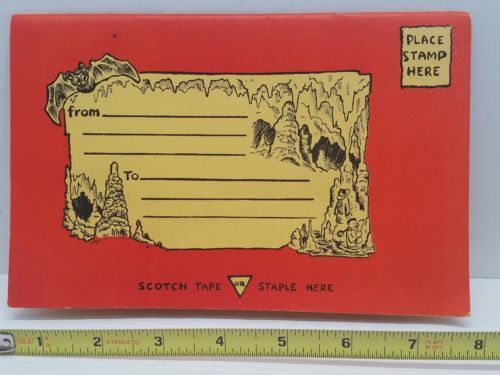 PLACE
STAMP
HERE
from
To
SCOTCH TAPE OR STAPLE HERE
1 2 3 4 5 6 7 8
STANLEY®